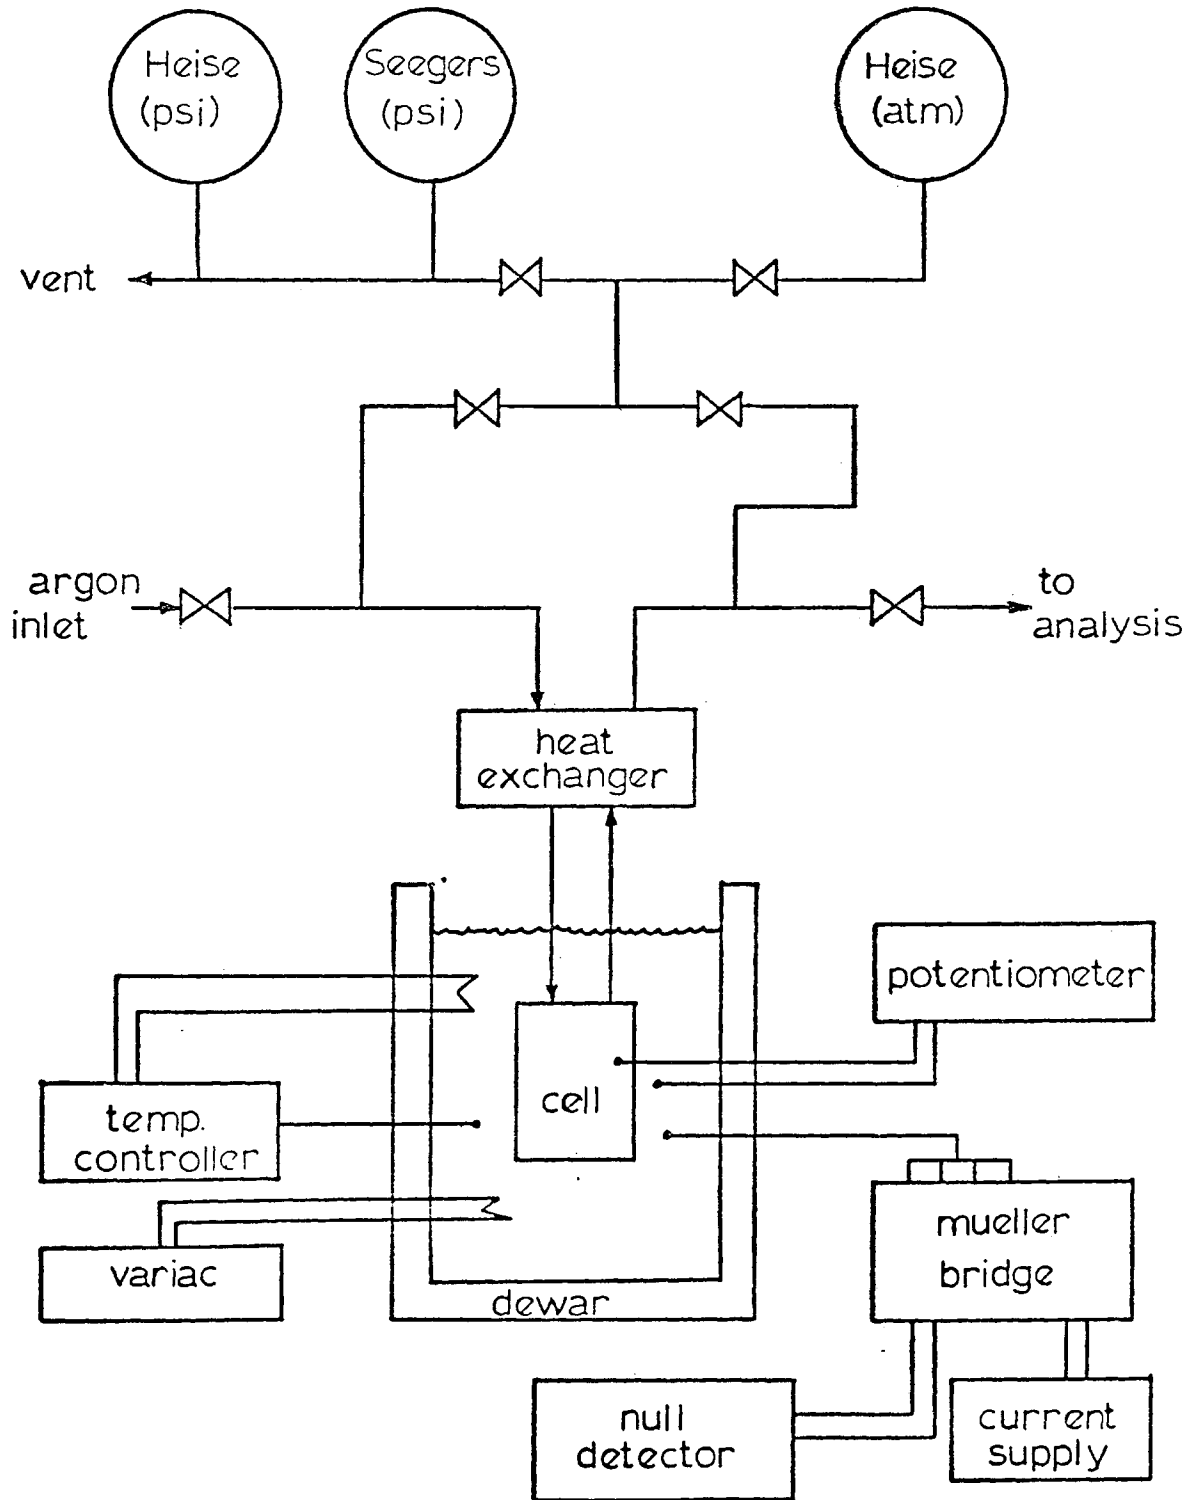 Heise
(psi)
Seegers
(psi)
Heise
(atm)
vent
argon
inlet
to
analysis
heat
exchanger
potentiometer
cell
temp.
controller
mueller
bridge
variac
dewar
null
detector
current
supply